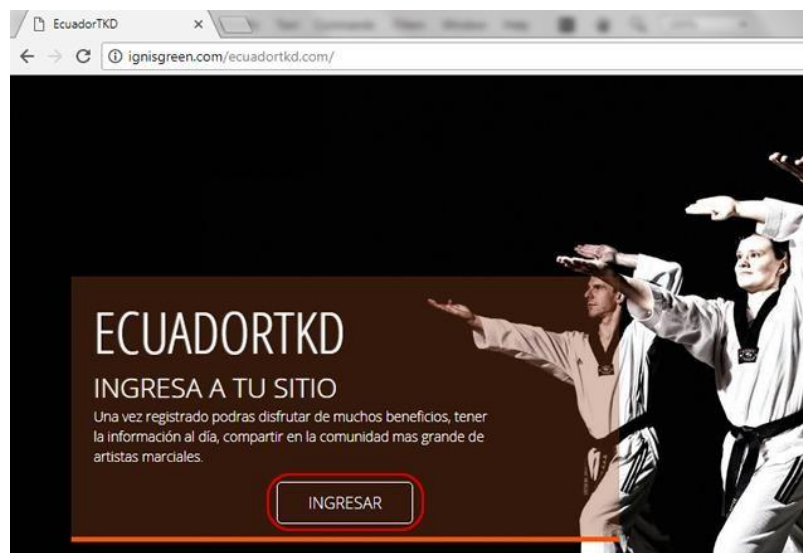 EcuadorTKD
ignisgreen.com/ecuadortkd.com/
ECUADORTKD
INGRESA A TU SITIO
Una vez registrado podras disfrutar de muchos beneficios, tener
la información al día, compartir en la comunidad mas grande de
artistas marciales.
INGRESAR